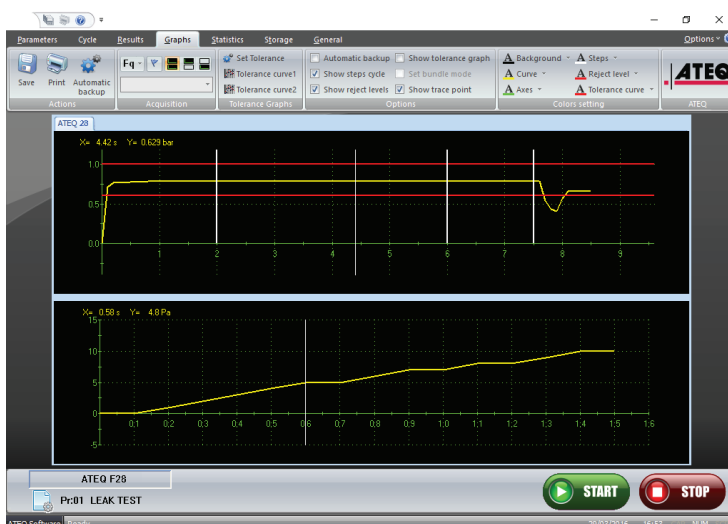 Parameters Cycle Results Graphs Statistics Storage General Options
Save Print Automatic backup
Actions
Fq
Acquisition
Set Tolerance
Tolerance curve1
Tolerance curve2
Tolerance Graphs
Automatic backup Show tolerance graph
Show steps cycle Set bundle mode
Show reject levels Show trace point
Options
A Background A Steps
A Curve A Reject level
A Axes A Tolerance curve
Colors setting
ATEQ
ATEQ
ATEQ 28
X= 4.42 s Y= 0.629 bar
1.0
0.5
0.0
1 2 3 4 5 6 7 8 9
X= 0.58 s Y= 4.8 Pa
15
10
5
0
0.1 0.2 0.3 0.4 0.5 0.6 0.7 0.8 0.9 1.0 1.1 1.2 1.3 1.4 1.5 1.6
-5
ATEQ F28
Pr:01 LEAK TEST
START STOP